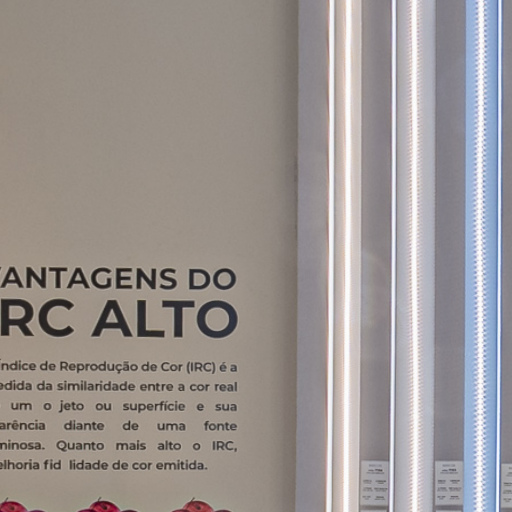 VANTAGENS DO
IRC ALTO
Índice de Reprodução de Cor (IRC) é a
edida da similaridade entre a cor real
um o jeto ou superfície e sua
arência diante de uma fonte
minosa. Quanto mais alto o IRC,
elhoria fid lidade de cor emitida.